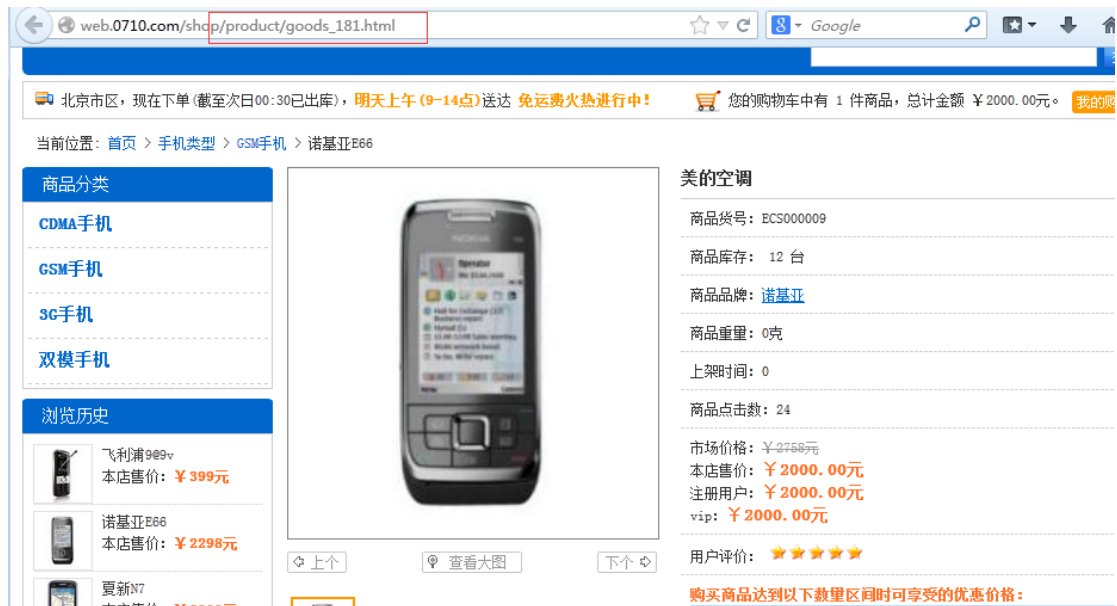 web.0710.com/shop/product/goods_181.html
Google
北京市区，现在下单(截至次日00:30已出库)，明天上午(9-14点)送达 免运费火热进行中！
您的购物车中有 1 件商品，总计金额 ￥2000.00元。
我的购
当前位置: 首页 > 手机类型 > GSM手机 > 诺基亚E66
商品分类
CDMA手机
GSM手机
3G手机
双模手机
浏览历史
飞利浦9@9v
本店售价：￥399元
诺基亚E66
本店售价：￥2298元
夏新N7
NOKIA
Operator
上个
查看大图
下个
美的空调
商品货号：ECS000009
商品库存： 12 台
商品品牌：诺基亚
商品重量：0克
上架时间：0
商品点击数：24
市场价格：￥2758元
本店售价：￥2000.00元
注册用户：￥2000.00元
vip：￥2000.00元
用户评价：
购买商品达到以下数量区间时可享受的优惠价格：